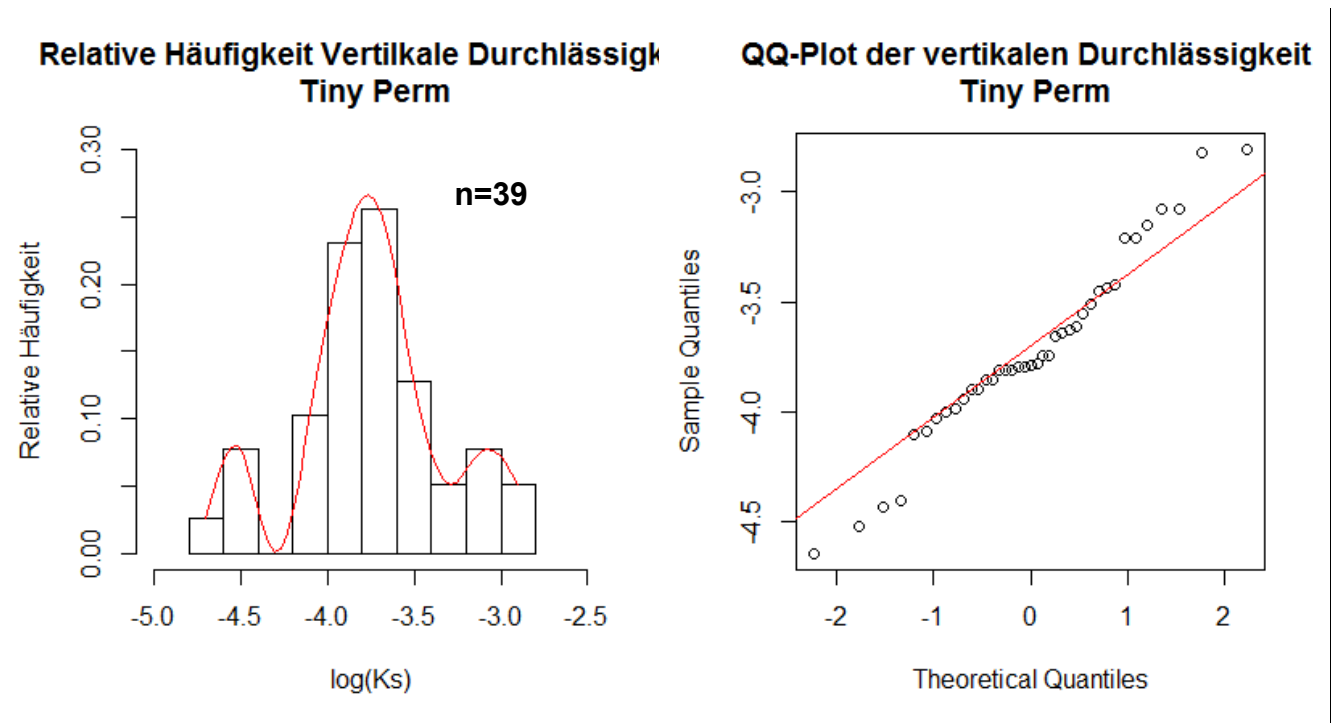 Relative Häufigkeit Vertilkale Durchlässigk
Tiny Perm
n=39
0.30
0.20
0.10
0.00
Relative Häufigkeit
-5.0 -4.5 -4.0 -3.5 -3.0 -2.5
log(Ks)
QQ-Plot der vertikalen Durchlässigkeit
Tiny Perm
-3.0
-3.5
-4.0
-4.5
Sample Quantiles
-2 -1 0 1 2
Theoretical Quantiles